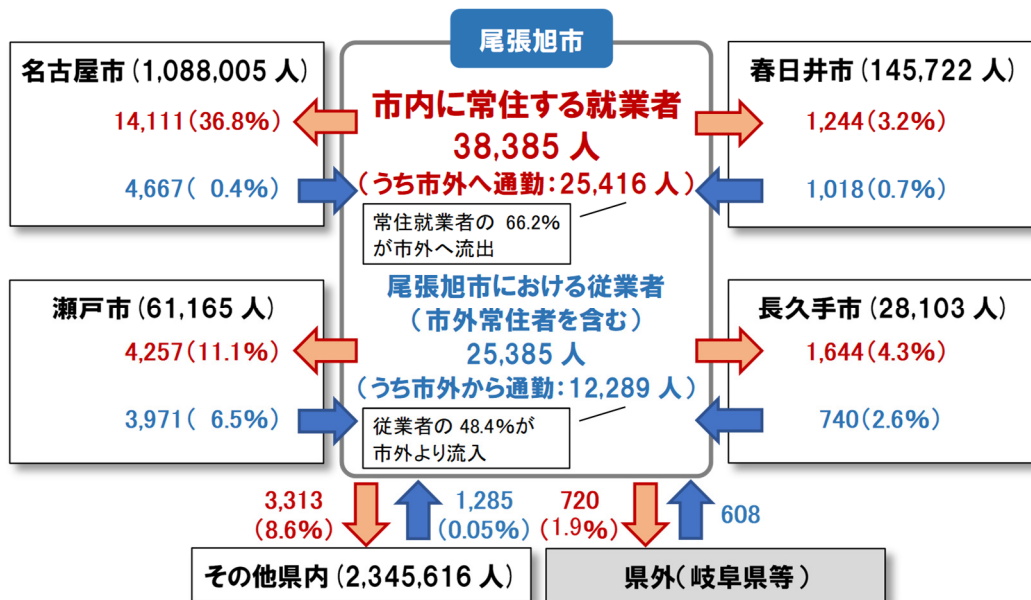 尾張旭市
名古屋市(1,088,005 人)
14,111(36.8%)
4,667( 0.4%)
市内に常住する就業者
38,385 人
(うち市外へ通勤:25,416 人)
常住就業者の 66.2%
が市外へ流出
春日井市(145,722 人)
1,244(3.2%)
1,018(0.7%)
瀬戸市(61,165 人)
4,257(11.1%)
3,971( 6.5%)
尾張旭市における従業者
(市外常住者を含む)
25,385 人
(うち市外から通勤:12,289 人)
従業者の 48.4%が
市外より流入
長久手市(28,103 人)
1,644(4.3%)
740(2.6%)
3,313
(8.6%)
1,285
(0.05%)
720
(1.9%)
608
その他県内(2,345,616 人)
県外(岐阜県等)